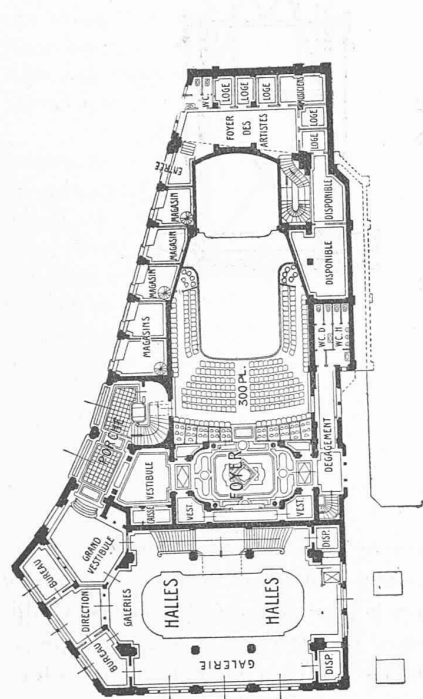 W.C.
LOGE
LOGE
LOGE
LOGE
LOGE
FOYER
DES
ARTISTES
ENTRÉE
MAGASIN
MAGASIN
MAGASIN
MAGASINS
DISPONIBLE
DISPONIBLE
W.C.D.
W.C.H.
300 PL.
PORCHE
VESTIBULE
FOYER
DÉGAGEMENT
CAISSE
VEST.
VEST.
GRAND
VESTIBULE
BUREAU
DIRECTION
BUREAU
GALERIES
HALLES
HALLES
GALERIE
DISP.
DISP.